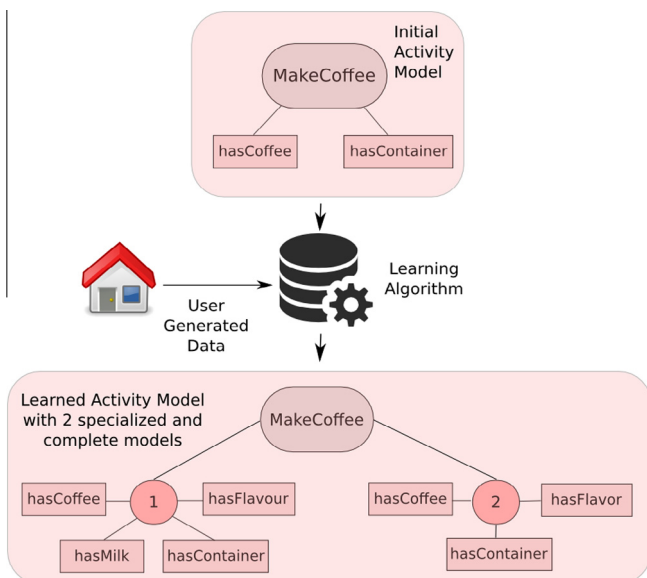 Initial
Activity
Model
MakeCoffee
hasCoffee
hasContainer
Learning
Algorithm
User
Generated
Data
Learned Activity Model
with 2 specialized and
complete models
MakeCoffee
hasCoffee
1
hasFlavour
hasMilk
hasContainer
hasCoffee
2
hasFlavor
hasContainer